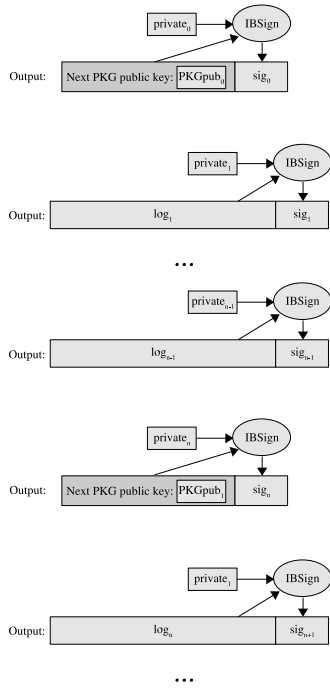 private₀
IBSign
Output:
Next PKG public key: PKGpub₀
sig₀
private₁
IBSign
Output:
log₁
sig₁
...
privateₙ₋₁
IBSign
Output:
logₙ₋₁
sigₙ₋₁
privateₙ
IBSign
Output:
Next PKG public key: PKGpub₁
sigₙ
private₁
IBSign
Output:
logₙ
sigₙ₊₁
...